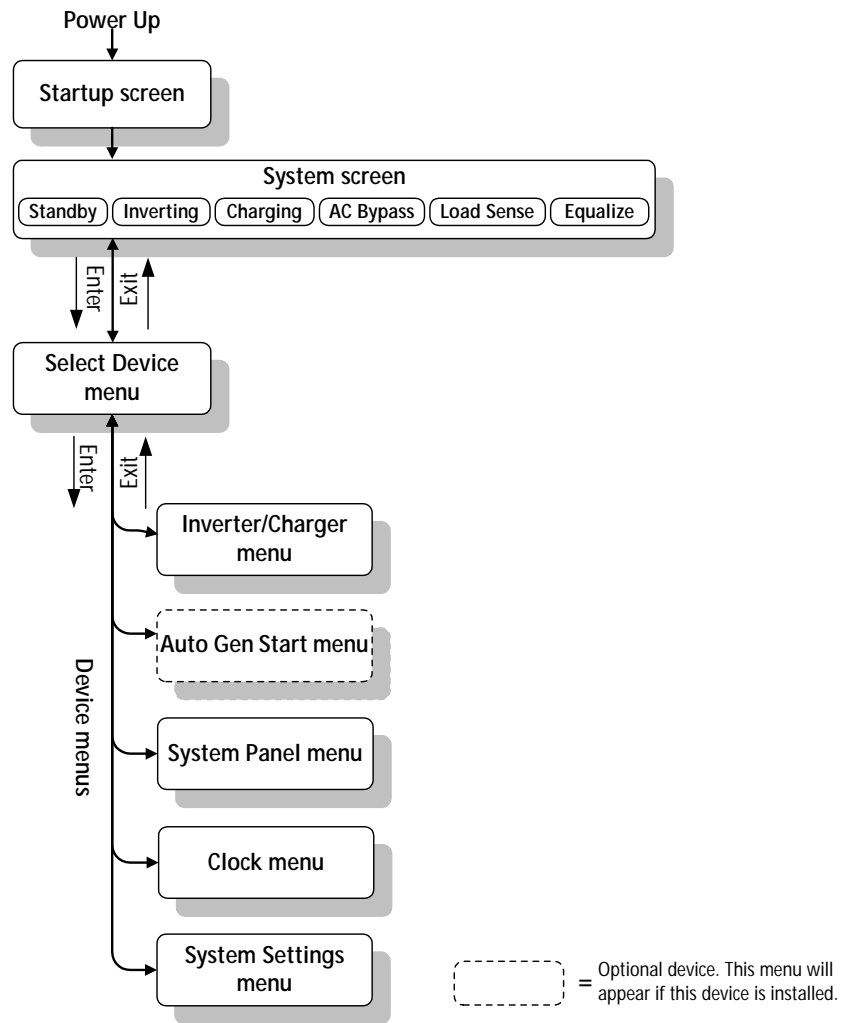 Power Up
Startup screen
System screen
Standby
Inverting
Charging
AC Bypass
Load Sense
Equalize
Enter
Exit
Select Device
menu
Enter
Exit
Inverter/Charger
menu
Auto Gen Start menu
Device menus
System Panel menu
Clock menu
System Settings
menu
= Optional device. This menu will
appear if this device is installed.